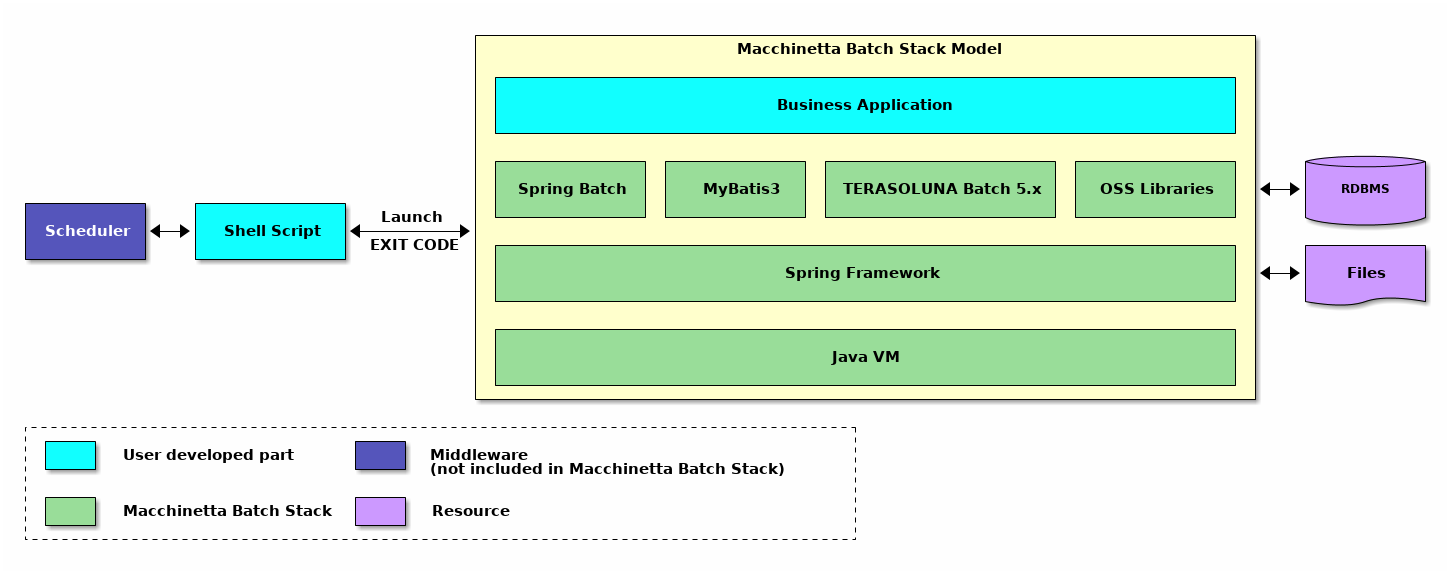 Macchinetta Batch Stack Model
Business Application
Spring Batch
MyBatis3
TERASOLUNA Batch 5.x
OSS Libraries
RDBMS
Scheduler
Shell Script
Launch
EXIT CODE
Spring Framework
Files
Java VM
User developed part
Middleware
(not included in Macchinetta Batch Stack)
Macchinetta Batch Stack
Resource